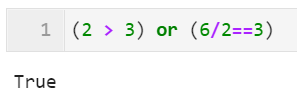 1 (2 > 3) or (6/2==3)
True